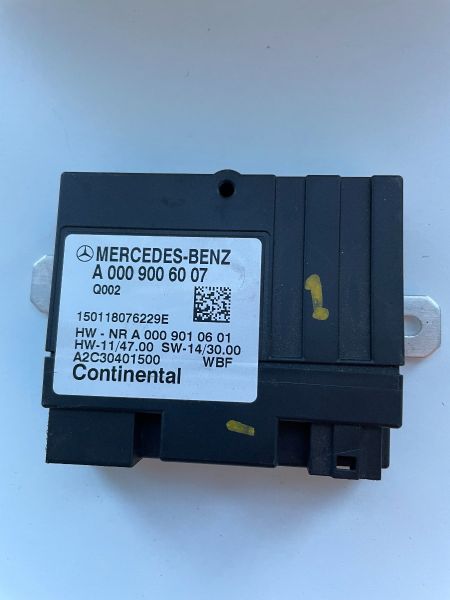 MERCEDES-BENZ
A 000 900 60 07
Q002
150118076229E
HW - NR A 000 901 06 01
HW-11/47.00 SW-14/30.00
A2C30401500 WBF
Continental
1